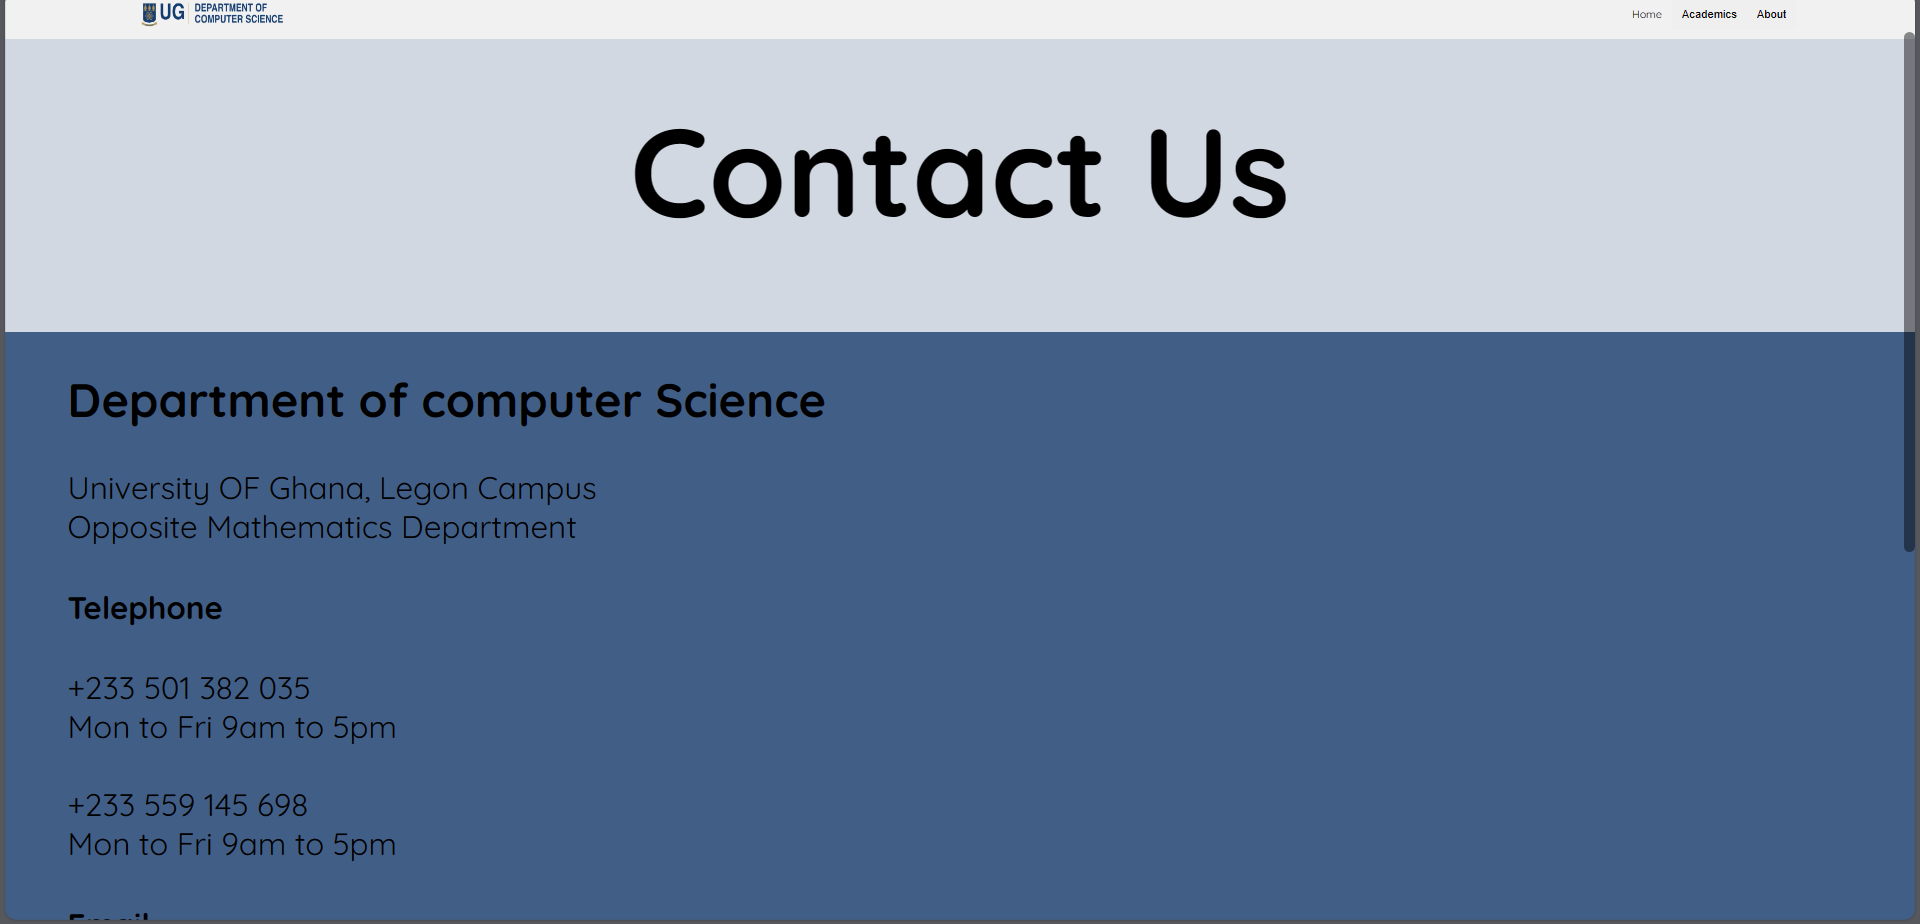 UG DEPARTMENT OF
COMPUTER SCIENCE
Home Academics About
Contact Us
Department of computer Science
University OF Ghana, Legon Campus
Opposite Mathematics Department
Telephone
+233 501 382 035
Mon to Fri 9am to 5pm
+233 559 145 698
Mon to Fri 9am to 5pm
Email